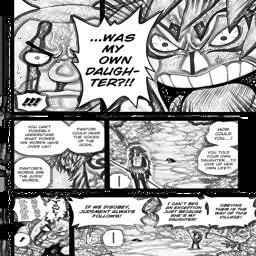 ...WAS
MY
OWN
DAUGH-
TER?!!
!!!
HOW
COULD
YOU...!
YOU TOLD
YOUR OWN
DAUGHTER...TO
GIVE UP HER
OWN LIFE?!
FANTORI
COULD HEAR
THE VOICES
OF THE
GODS.
YOU CAN'T
POSSIBLY
UNDERSTAND
WHAT POWER
HIS WORDS HAVE
OVER US!!
FANTORI'S
WORDS ARE
THE GODS'
WORDS.
OBEYING
THEM IS THE
WAY OF THIS
VILLAGE!
I CAN'T BEG
AN EXCEPTION
JUST BECAUSE
SHE'S MY
DAUGHTER!
IF WE DISOBEY,
JUDGMENT ALWAYS
FOLLOWS!